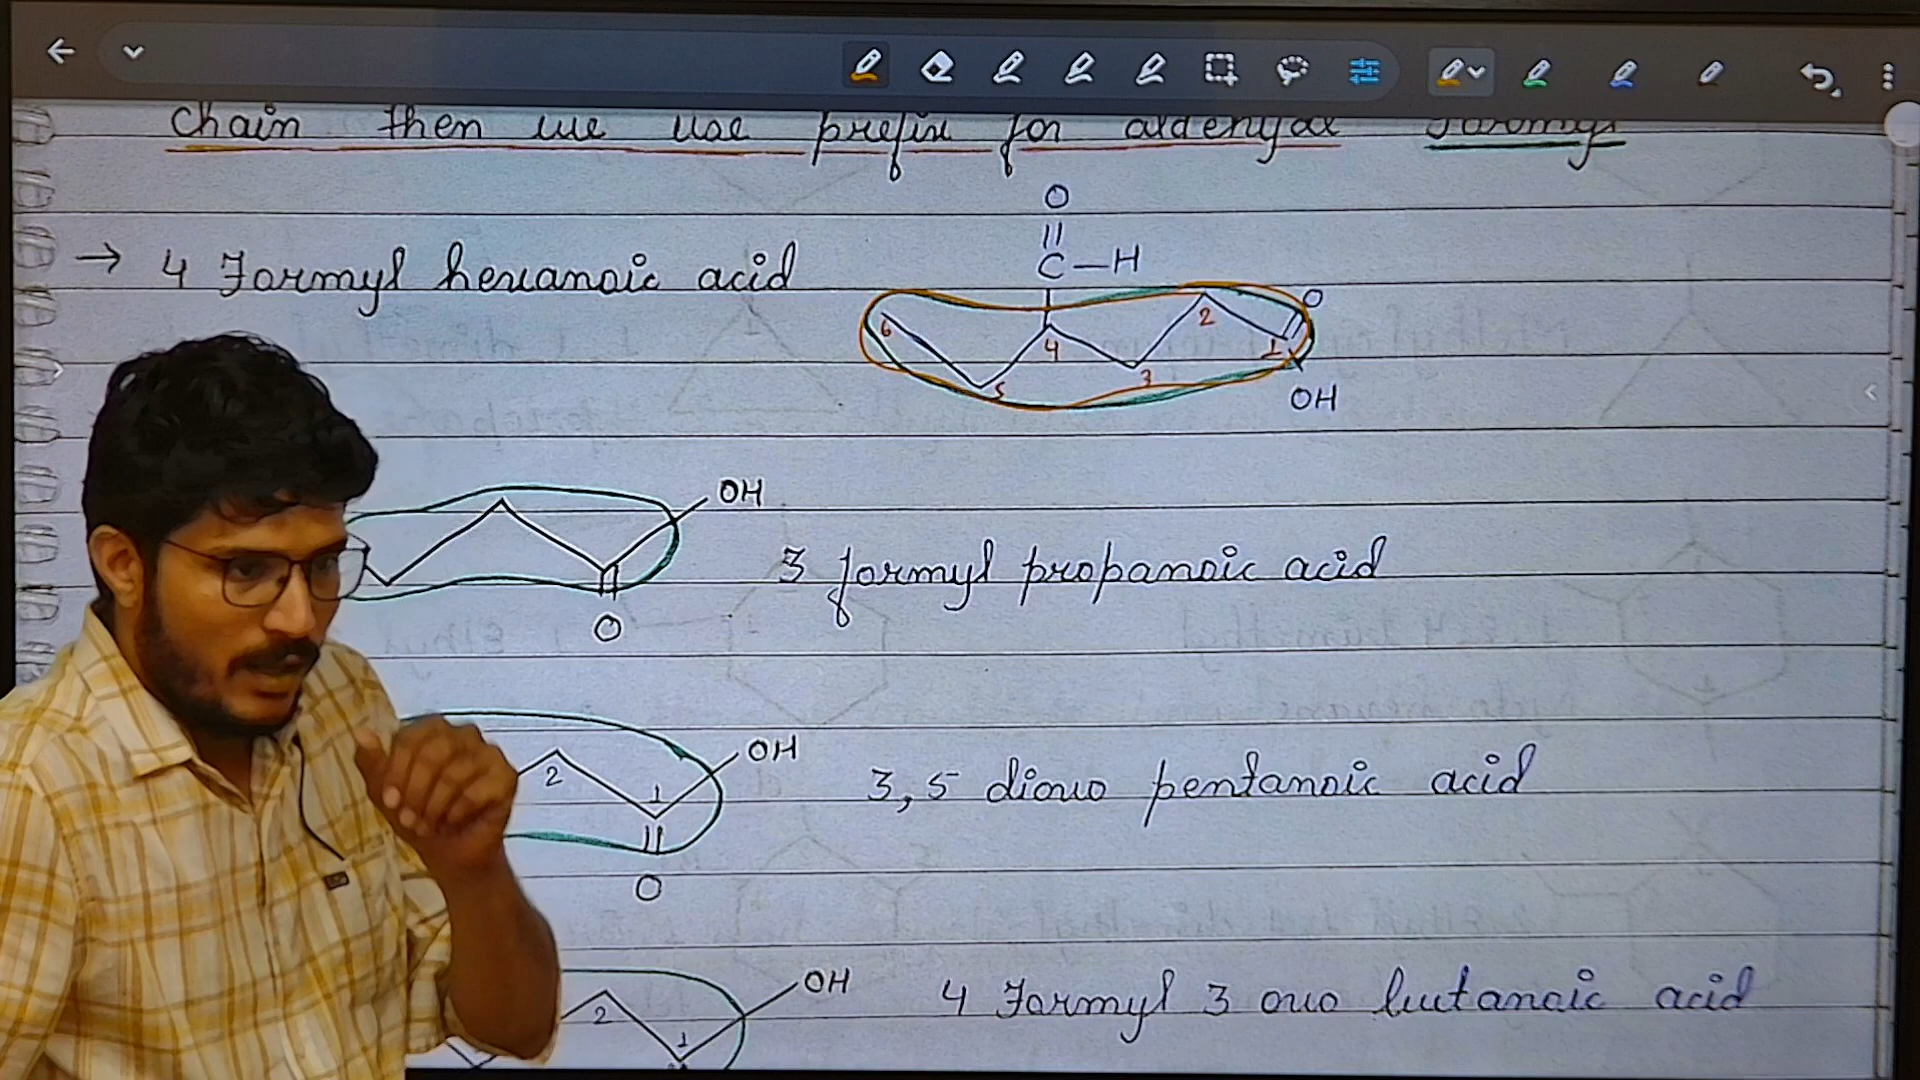 chain then we use prefix for aldehyde Formyl
O
||
C—H
→ 4 Formyl hexanoic acid
O
6 5 4 3 2 1
OH
OH
3 formyl propanoic acid
O
OH
2 1
3,5 dioxo pentanoic acid
O
OH
4 Formyl 3 oxo butanoic acid
2 1